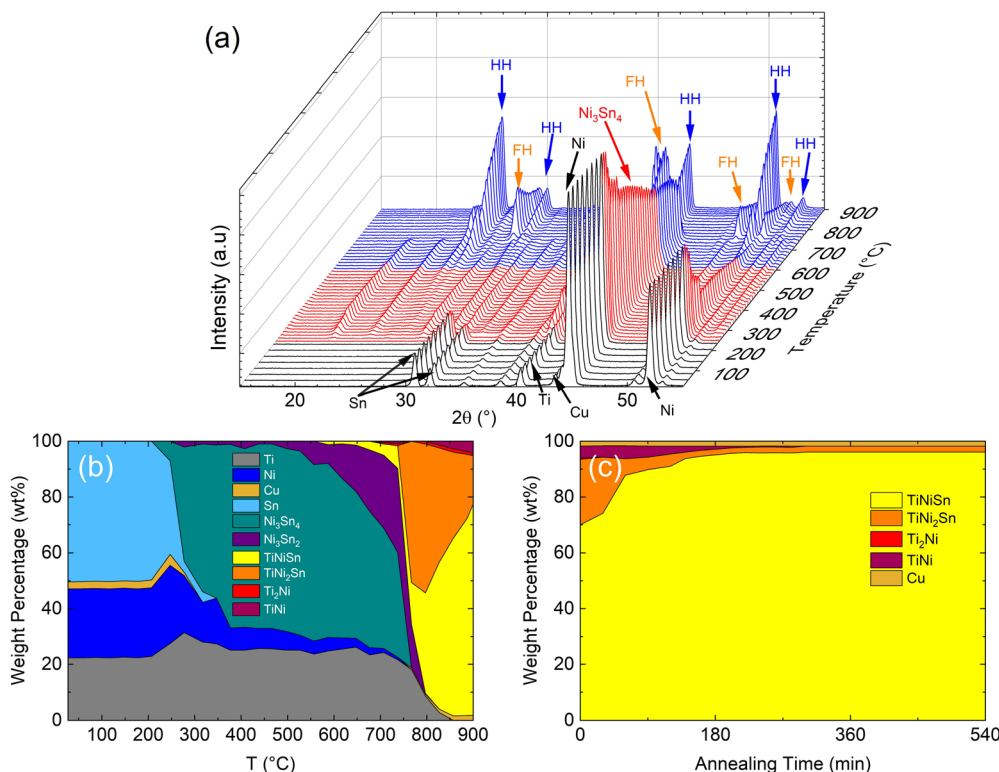 (a)
HH
HH
HH
FH
HH
Ni₃Sn₄
Ni
HH
FH
FH
FH
HH
Intensity (a.u)
900
800
700
600
500
400
300
200
100
Temperature (°C)
20
30
40
50
Sn
Ti
Cu
Ni
2θ (°)
(b)
Weight Percentage (wt%)
100
80
60
40
20
0
Ti
Ni
Cu
Sn
Ni₃Sn₄
Ni₃Sn₂
TiNiSn
TiNi₂Sn
Ti₂Ni
TiNi
100 200 300 400 500 600 700 800 900
T (°C)
(c)
Weight Percentage (wt%)
100
80
60
40
20
0
TiNiSn
TiNi₂Sn
Ti₂Ni
TiNi
Cu
0 180 360 540
Annealing Time (min)